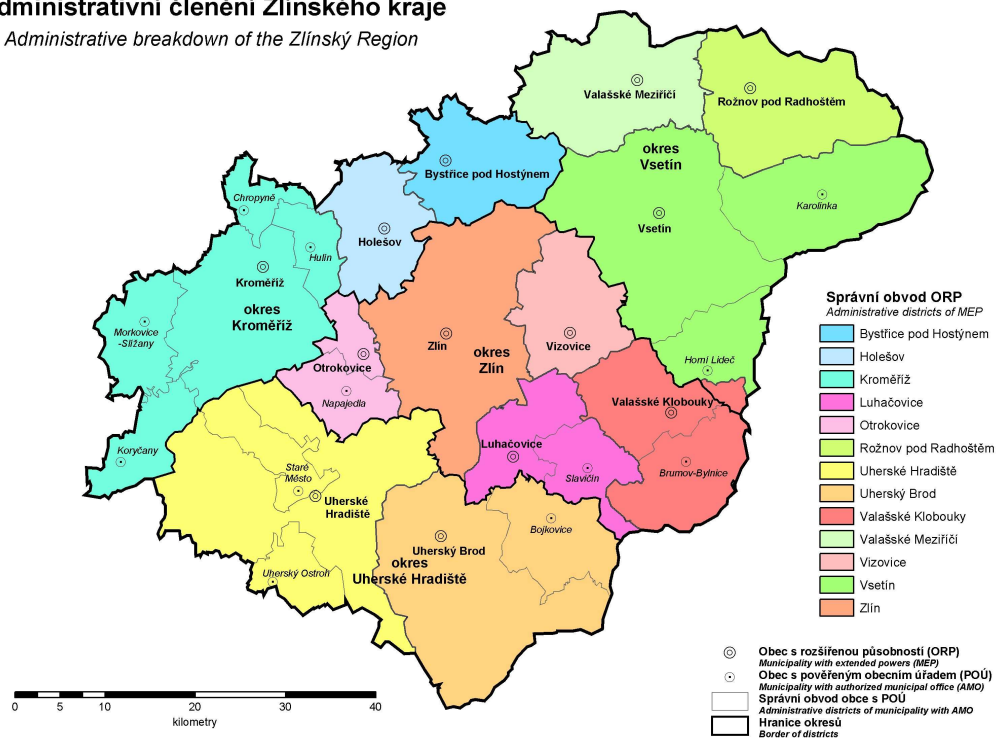 dministrativní členění Zlínského kraje
Administrative breakdown of the Zlínský Region
Valašské Meziříčí
Rožnov pod Radhoštěm
okres
Vsetín
Bystřice pod Hostýnem
Chropyně
Karolinka
Vsetín
Holešov
Hulín
Kroměříž
okres
Kroměříž
Morkovice
-Slížany
Zlín
okres
Zlín
Vizovice
Otrokovice
Napajedla
Horní Lideč
Valašské Klobouky
Luhačovice
Koryčany
Staré
Město
Slavičín
Brumov-Bylnice
Uherské
Hradiště
Bojkovice
Uherský Brod
okres
Uherské Hradiště
Uherský Ostroh
Správní obvod ORP
Administrative districts of MEP
Bystřice pod Hostýnem
Holešov
Kroměříž
Luhačovice
Otrokovice
Rožnov pod Radhoštěm
Uherské Hradiště
Uherský Brod
Valašské Klobouky
Valašské Meziříčí
Vizovice
Vsetín
Zlín
Obec s rozšířenou působností (ORP)
Municipality with extended powers (MEP)
Obec s pověřeným obecním úřadem (POÚ)
Municipality with authorized municipal office (AMO)
Správní obvod obce s POÚ
Administrative districts of municipality with AMO
Hranice okresů
Border of districts
0 5 10 20 30 40
kilometry